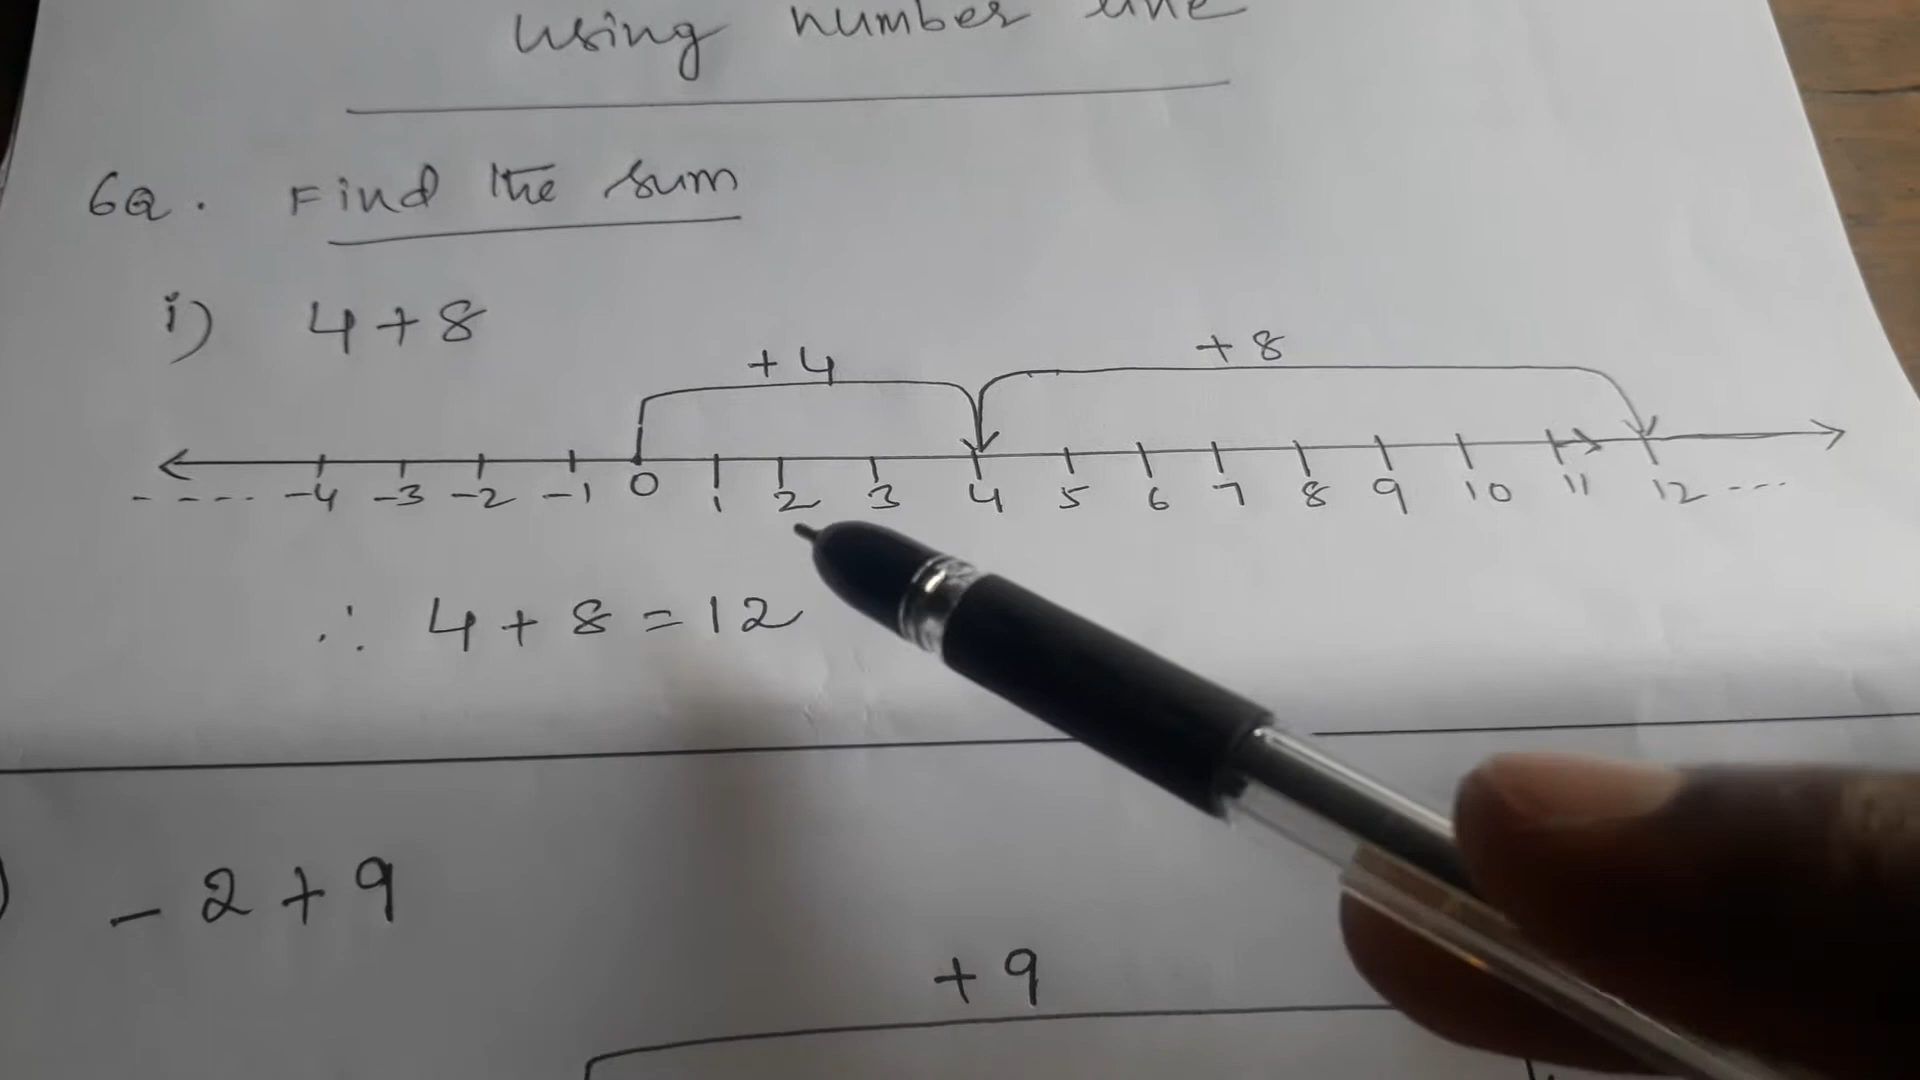 using number line
6Q. Find the sum
i) 4+8
+4 +8
- - - - -4 -3 -2 -1 0 1 2 3 4 5 6 7 8 9 10 11 12 ---
∴ 4+8=12
) -2+9
+9